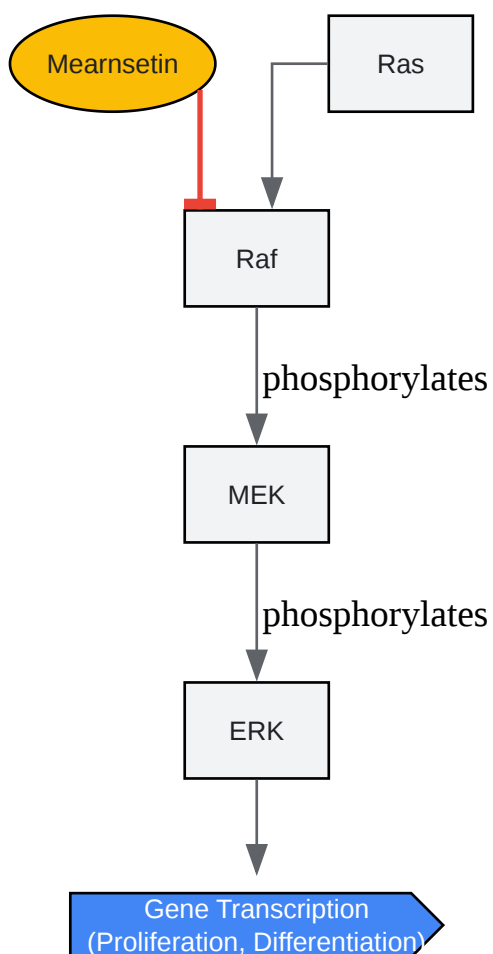 Mearnsetin
Ras
Raf
phosphorylates
MEK
phosphorylates
ERK
Gene Transcription
(Proliferation, Differentiation)